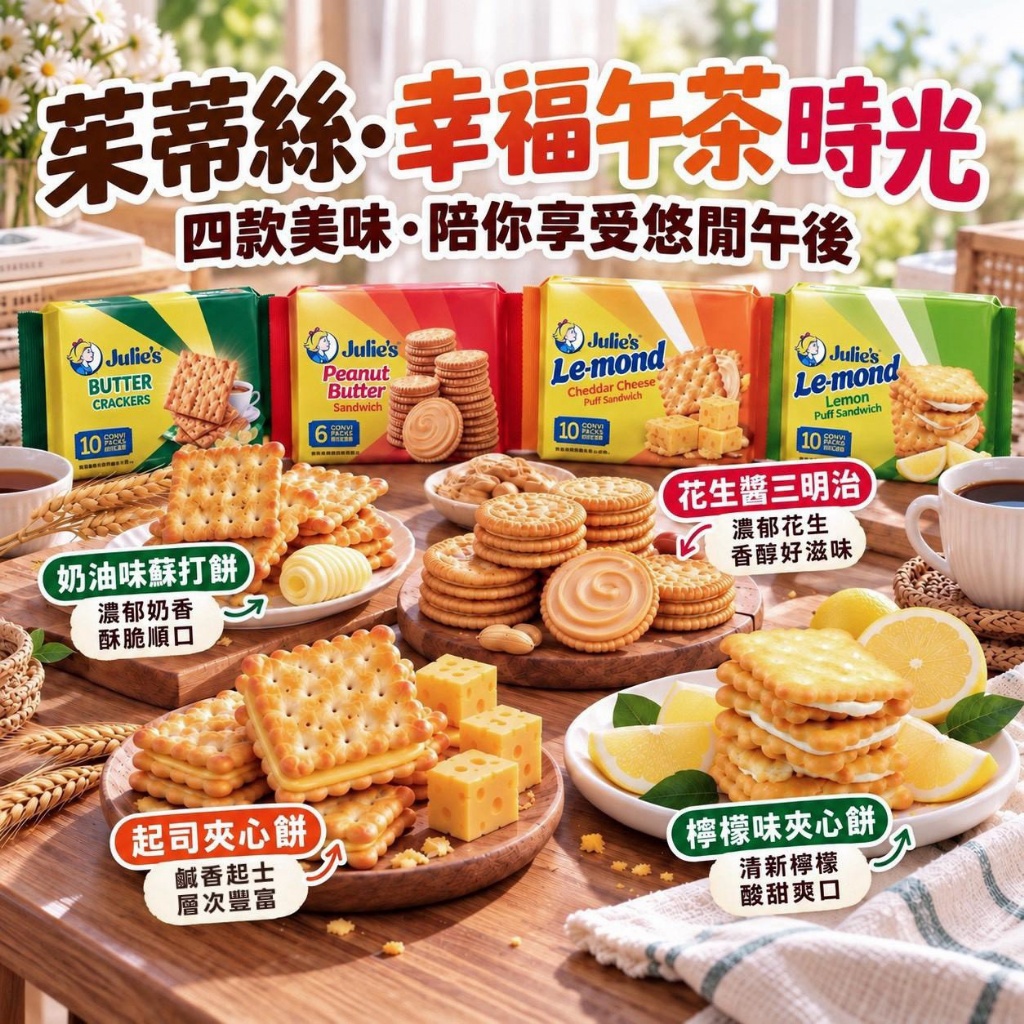 茱蒂絲·幸福午茶時光
四款美味·陪你享受悠閒午後
Julie's
BUTTER
CRACKERS
10 CONVI
PACKS
Julie's
Peanut
Butter
Sandwich
6 CONVI
PACKS
Julie's
Le-mond
Cheddar Cheese
Puff Sandwich
10 CONVI
PACKS
Julie's
Le-mond
Lemon
Puff Sandwich
10 CONVI
PACKS
花生醬三明治
濃郁花生
香醇好滋味
奶油味蘇打餅
濃郁奶香
酥脆順口
起司夾心餅
鹹香起士
層次豐富
檸檬味夾心餅
清新檸檬
酸甜爽口